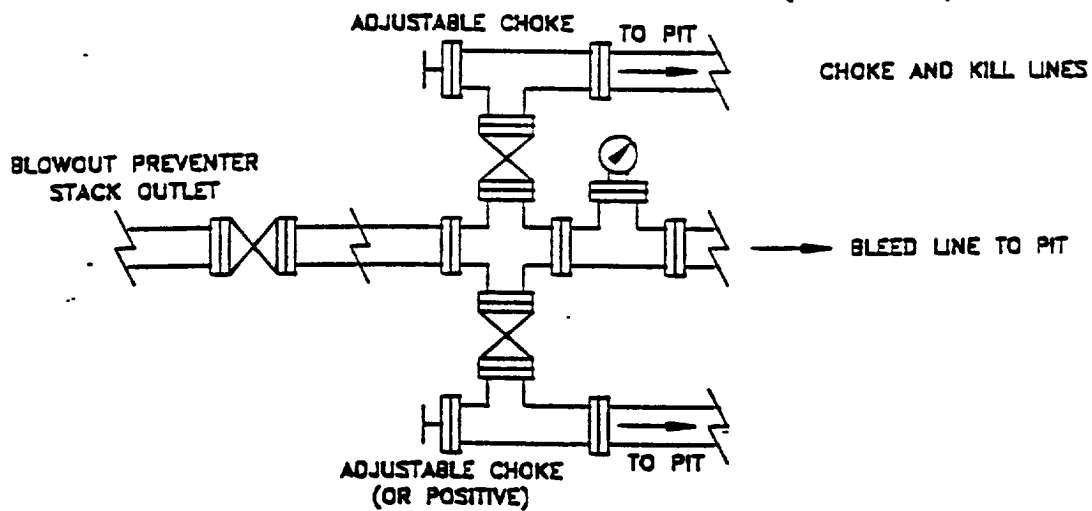 ADJUSTABLE CHOKE
TO PIT
CHOKE AND KILL LINES
BLOWOUT PREVENTER
STACK OUTLET
BLEED LINE TO PIT
ADJUSTABLE CHOKE
(OR POSITIVE)
TO PIT